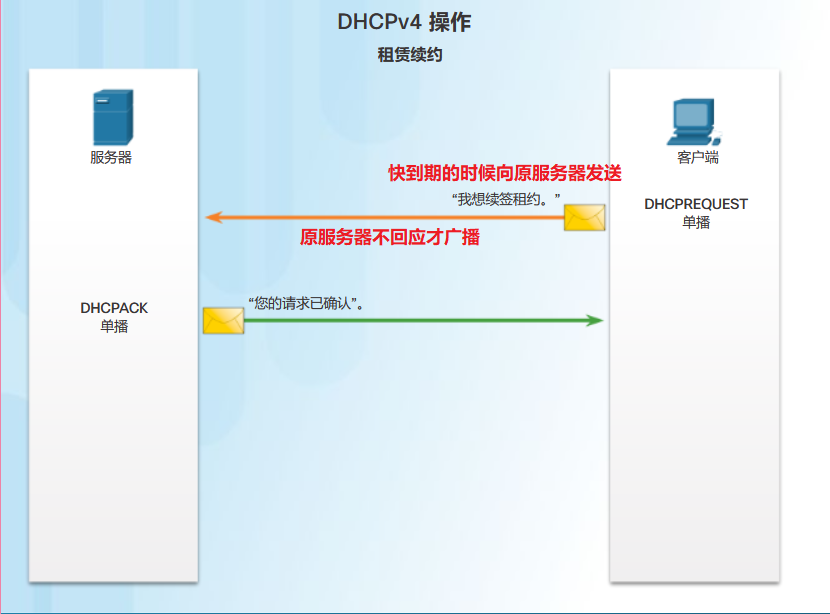 DHCPv4 操作
租赁续约
服务器
客户端
快到期的时候向原服务器发送
“我想续签租约。”
DHCPREQUEST
单播
原服务器不回应才广播
“您的请求已确认”。
DHCPACK
单播